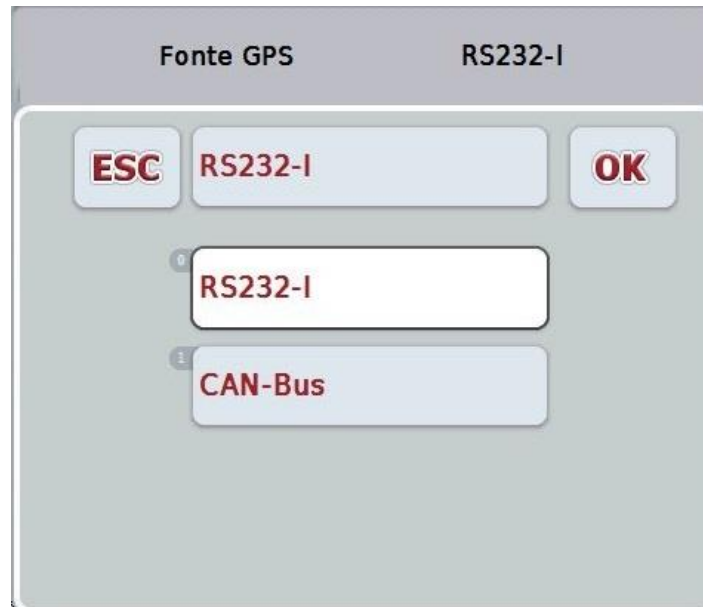 Fonte GPS RS232-I
ESC RS232-I OK
0
RS232-I
1
CAN-Bus